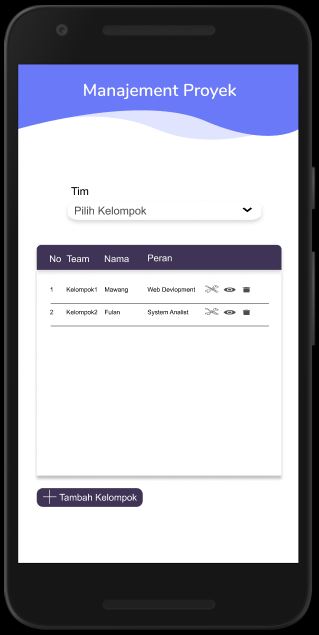 Manajement Proyek
Tim
Pilih Kelompok
No Team Nama Peran
1 Kelompok1 Mawang Web Devlopment
2 Kelompok2 Fulan System Analist
Tambah Kelompok